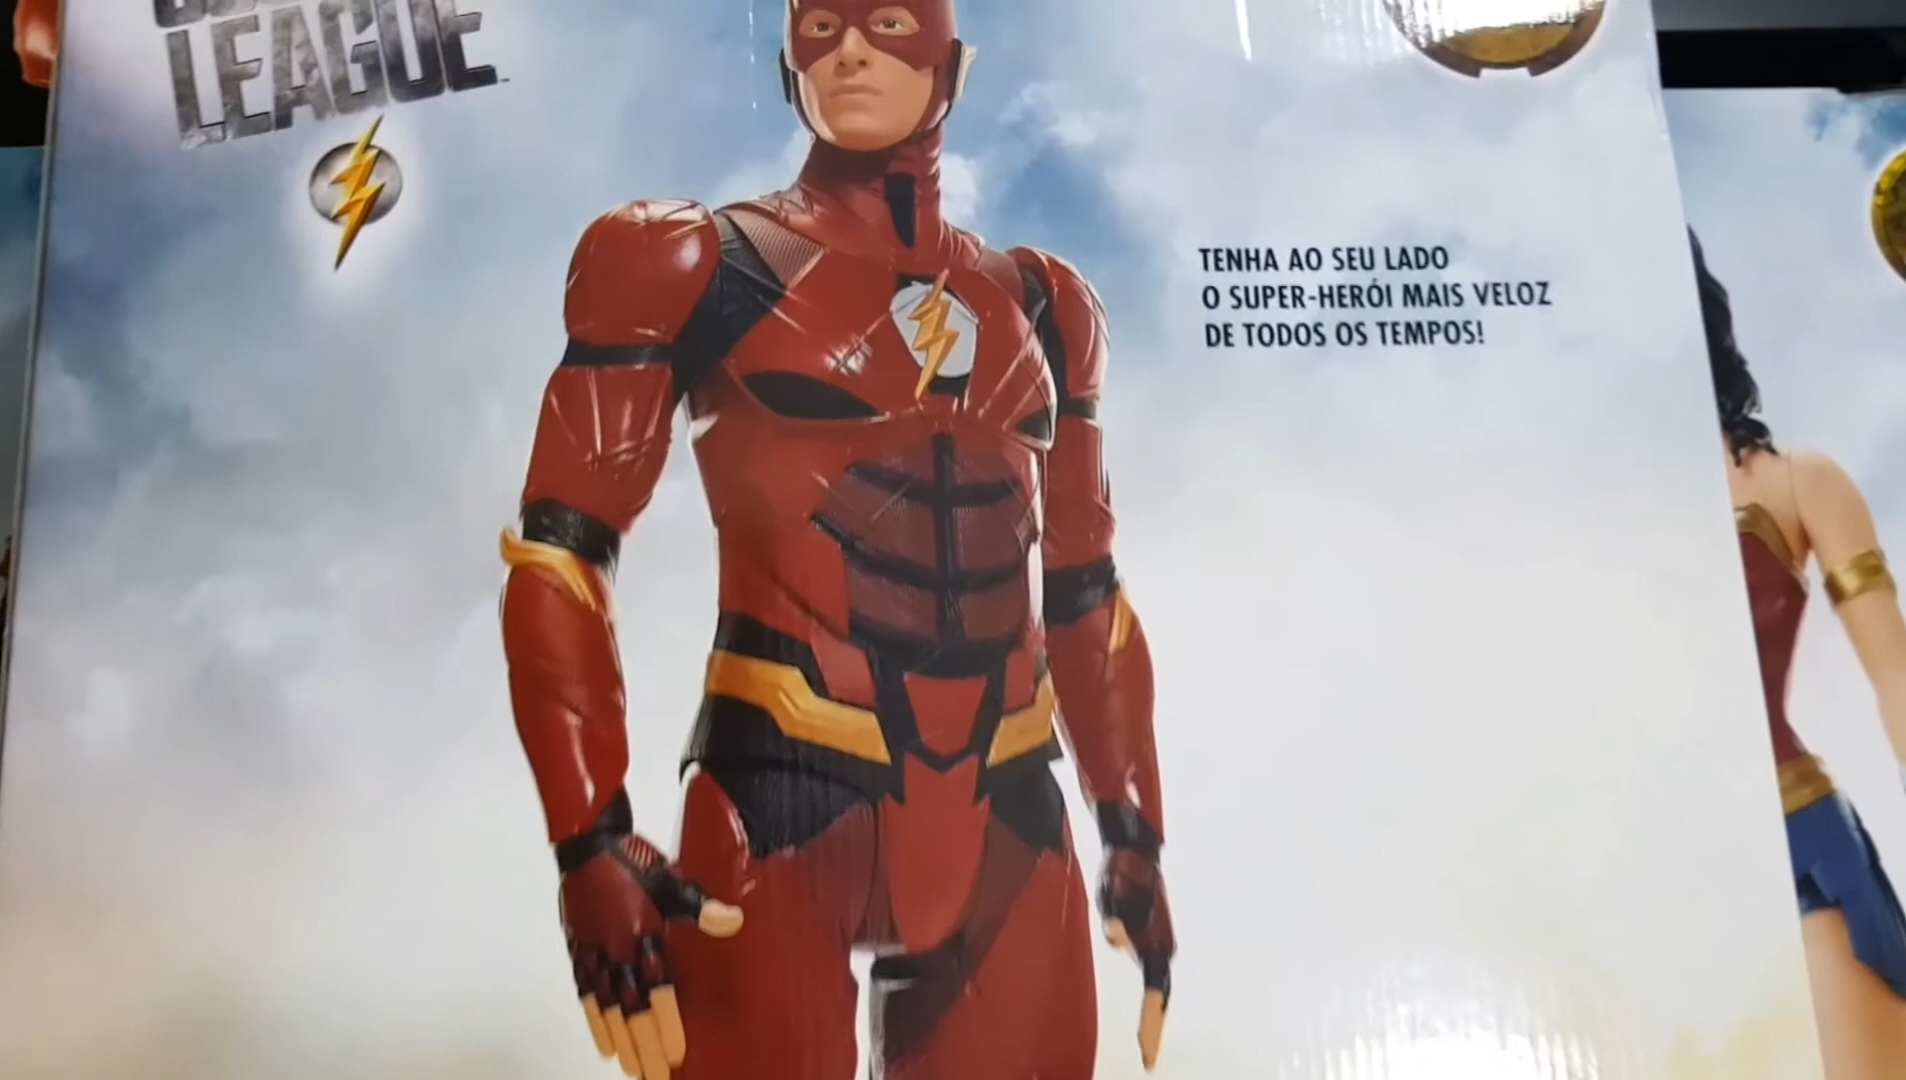 LEAGUE
TENHA AO SEU LADO
O SUPER-HERÓI MAIS VELOZ
DE TODOS OS TEMPOS!